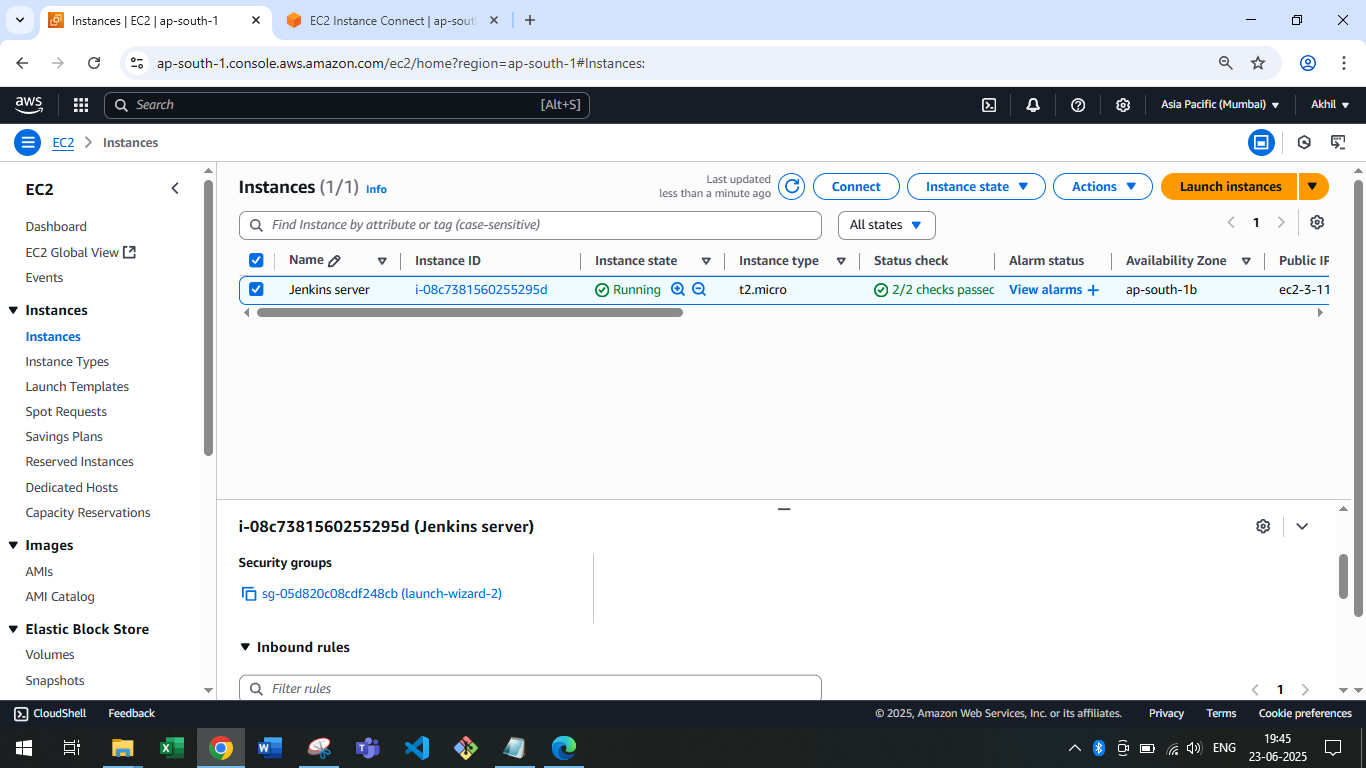 Instances | EC2 | ap-south-1
EC2 Instance Connect | ap-sout
ap-south-1.console.aws.amazon.com/ec2/home?region=ap-south-1#Instances:
aws
Search [Alt+S]
Asia Pacific (Mumbai)
Akhil
EC2 Instances
EC2
Dashboard
EC2 Global View
Events
Instances
Instances
Instance Types
Launch Templates
Spot Requests
Savings Plans
Reserved Instances
Dedicated Hosts
Capacity Reservations
Images
AMIs
AMI Catalog
Elastic Block Store
Volumes
Snapshots
Instances (1/1) Info
Last updated
less than a minute ago
Connect
Instance state
Actions
Launch instances
Find Instance by attribute or tag (case-sensitive)
All states
1
Name Instance ID Instance state Instance type Status check Alarm status Availability Zone Public IP
Jenkins server i-08c7381560255295d Running t2.micro 2/2 checks passec View alarms + ap-south-1b ec2-3-11
i-08c7381560255295d (Jenkins server)
Security groups
sg-05d820c08cdf248cb (launch-wizard-2)
Inbound rules
Filter rules
1
CloudShell Feedback © 2025, Amazon Web Services, Inc. or its affiliates. Privacy Terms Cookie preferences
ENG
19:45
23-06-2025